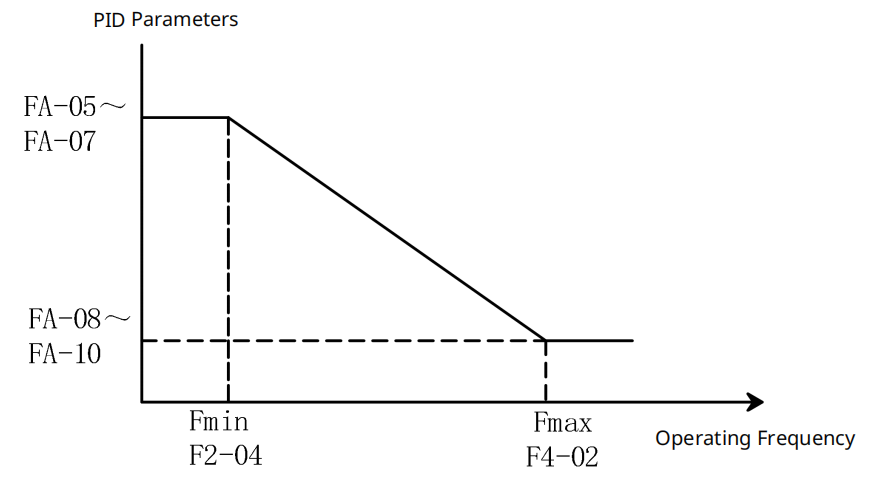 PID Parameters
FA-05～
FA-07
FA-08～
FA-10
Fmin
F2-04
Fmax
F4-02
Operating Frequency